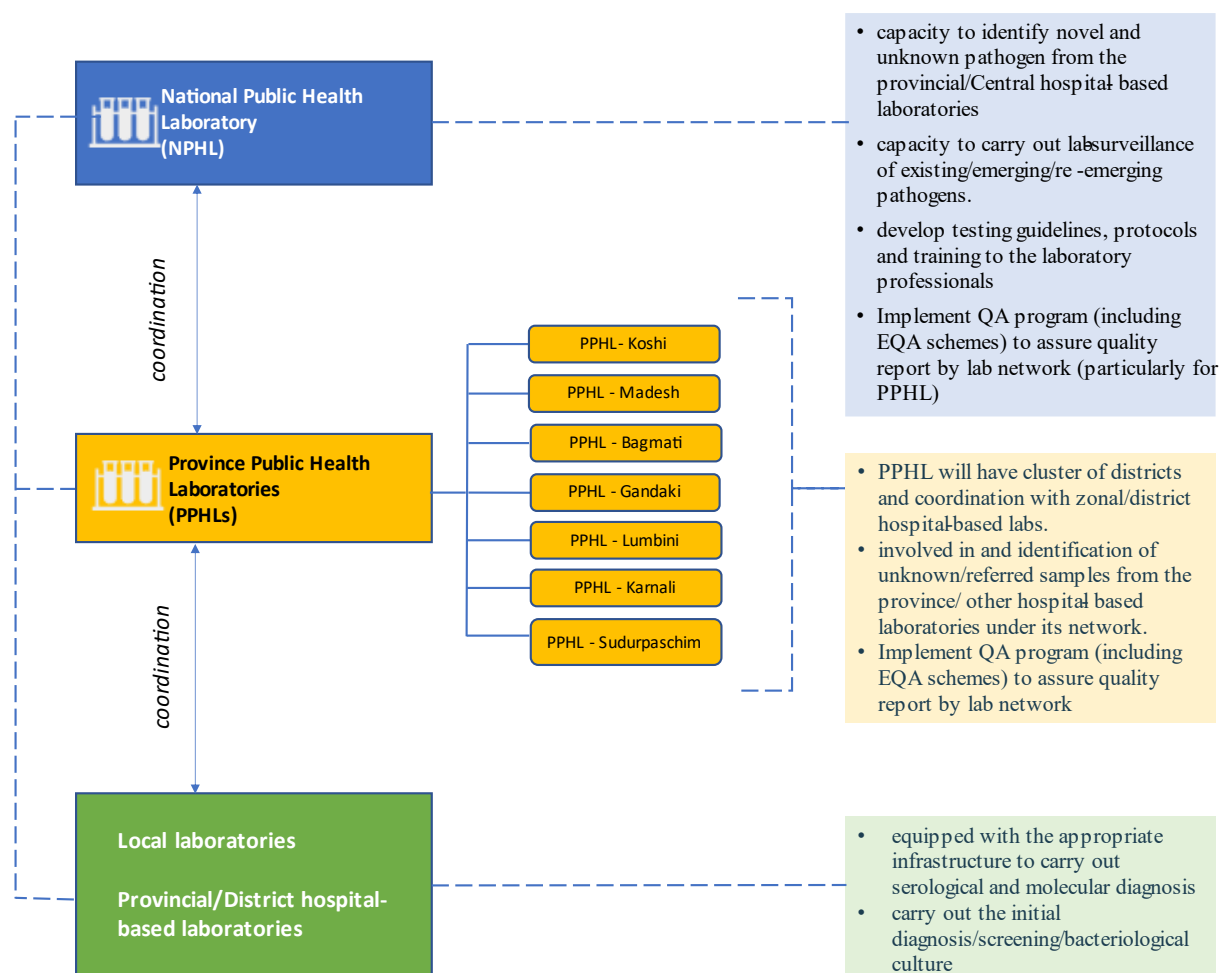 National Public Health
Laboratory
(NPHL)
• capacity to identify novel and
unknown pathogen from the
provincial/Central hospital- based
laboratories
• capacity to carry out lab-surveillance
of existing/emerging/re -emerging
pathogens.
• develop testing guidelines, protocols
and training to the laboratory
professionals
• Implement QA program (including
EQA schemes) to assure quality
report by lab network (particularly for
PPHL)
coordination
Province Public Health
Laboratories
(PPHLs)
PPHL- Koshi
PPHL - Madesh
PPHL - Bagmati
PPHL - Gandaki
PPHL - Lumbini
PPHL - Karnali
PPHL - Sudurpaschim
• PPHL will have cluster of districts
and coordination with zonal/district
hospital-based labs.
• involved in and identification of
unknown/referred samples from the
province/ other hospital- based
laboratories under its network.
• Implement QA program (including
EQA schemes) to assure quality
report by lab network
coordination
Local laboratories
Provincial/District hospital-
based laboratories
• equipped with the appropriate
infrastructure to carry out
serological and molecular diagnosis
• carry out the initial
diagnosis/screening/bacteriological
culture